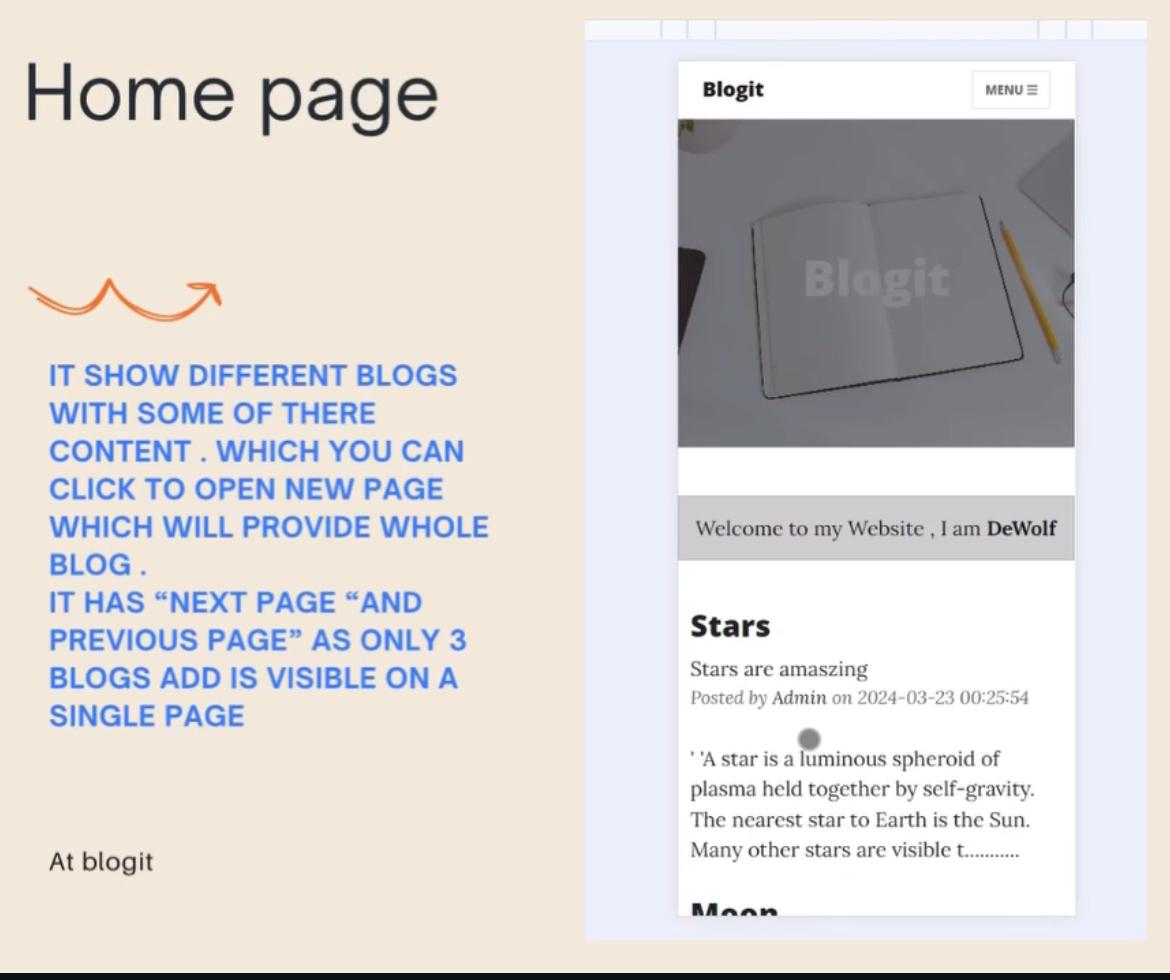 Home page
IT SHOW DIFFERENT BLOGS
WITH SOME OF THERE
CONTENT . WHICH YOU CAN
CLICK TO OPEN NEW PAGE
WHICH WILL PROVIDE WHOLE
BLOG .
IT HAS “NEXT PAGE “AND
PREVIOUS PAGE” AS ONLY 3
BLOGS ADD IS VISIBLE ON A
SINGLE PAGE
At blogit
Blogit
MENU ☰
Blogit
Welcome to my Website , I am DeWolf
Stars
Stars are amaszing
Posted by Admin on 2024-03-23 00:25:54
' 'A star is a luminous spheroid of
plasma held together by self-gravity.
The nearest star to Earth is the Sun.
Many other stars are visible t...........
Moon